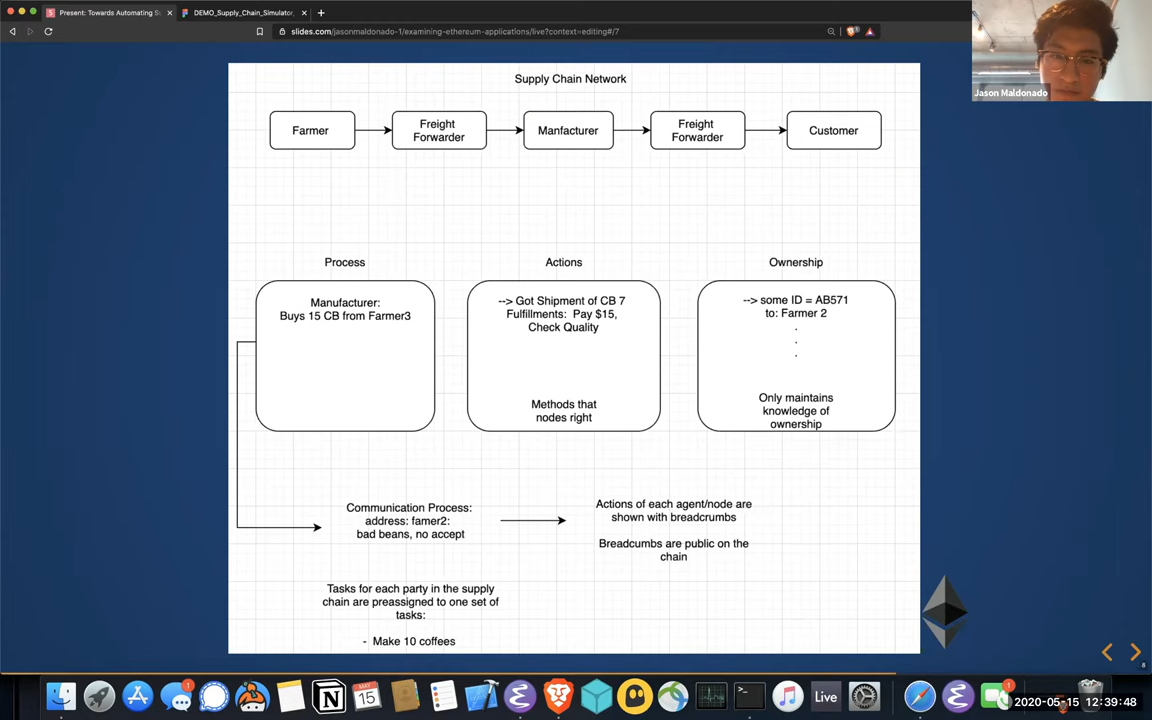 Present: Towards Automating S
DEMO_Supply_Chain_Simulator
slides.com/jasonmaldonado-1/examining-ethereum-applications/live?context=editing#/7
Jason Maldonado
Supply Chain Network
Farmer
Freight
Forwarder
Manfacturer
Freight
Forwarder
Customer
Process
Actions
Ownership
Manufacturer:
Buys 15 CB from Farmer3
--> Got Shipment of CB 7
Fulfillments: Pay $15,
Check Quality
Methods that
nodes right
--> some ID = AB571
to: Farmer 2
.
.
.
Only maintains
knowledge of
ownership
Communication Process:
address: famer2:
bad beans, no accept
Actions of each agent/node are
shown with breadcrumbs
Breadcumbs are public on the
chain
Tasks for each party in the supply
chain are preassigned to one set of
tasks:
- Make 10 coffees
8
1
MAY
15
Live
1
2020-05-15 12:39:48